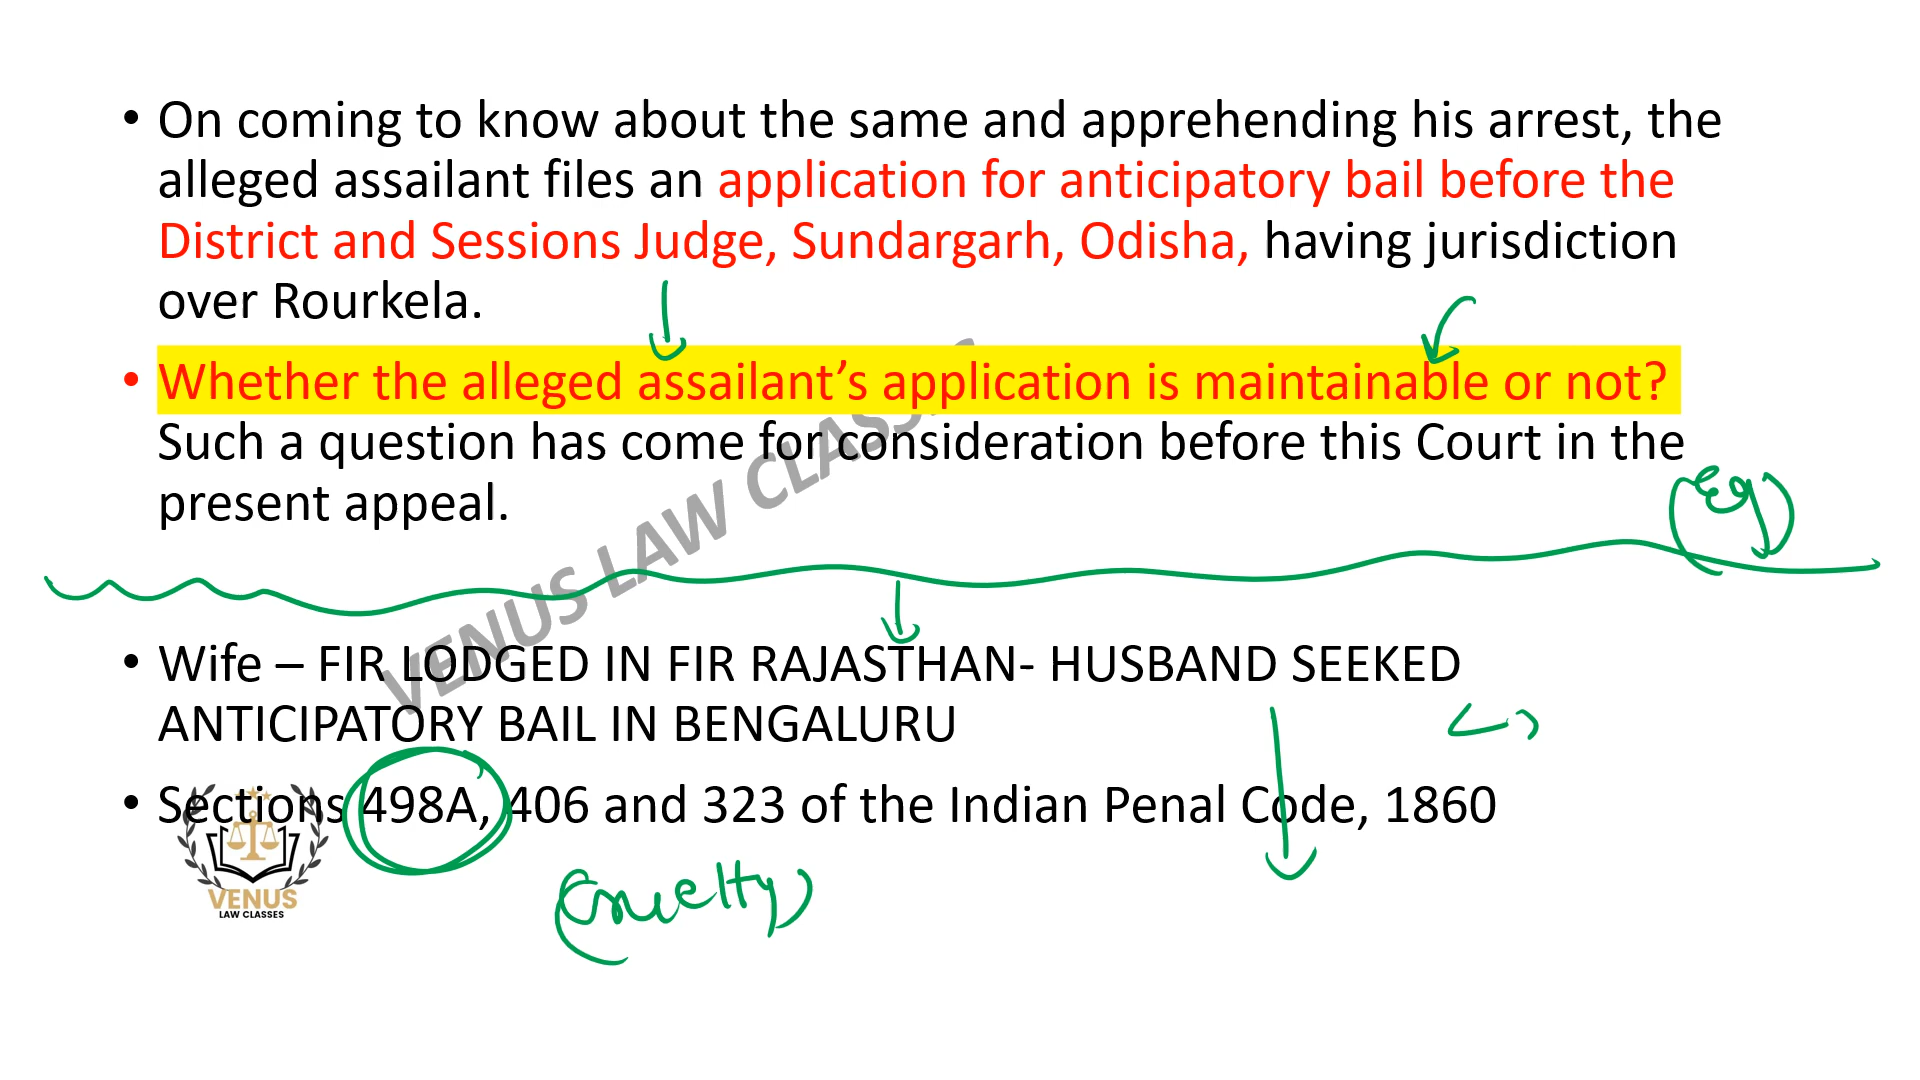 • On coming to know about the same and apprehending his arrest, the
alleged assailant files an application for anticipatory bail before the
District and Sessions Judge, Sundargarh, Odisha, having jurisdiction
over Rourkela.
• Whether the alleged assailant’s application is maintainable or not?
Such a question has come for consideration before this Court in the
present appeal.
Eg
• Wife – FIR LODGED IN FIR RAJASTHAN- HUSBAND SEEKED
ANTICIPATORY BAIL IN BENGALURU
• Sections 498A, 406 and 323 of the Indian Penal Code, 1860
Cruelty
VENUS
LAW CLASSES
VENUS LAW CLASSES